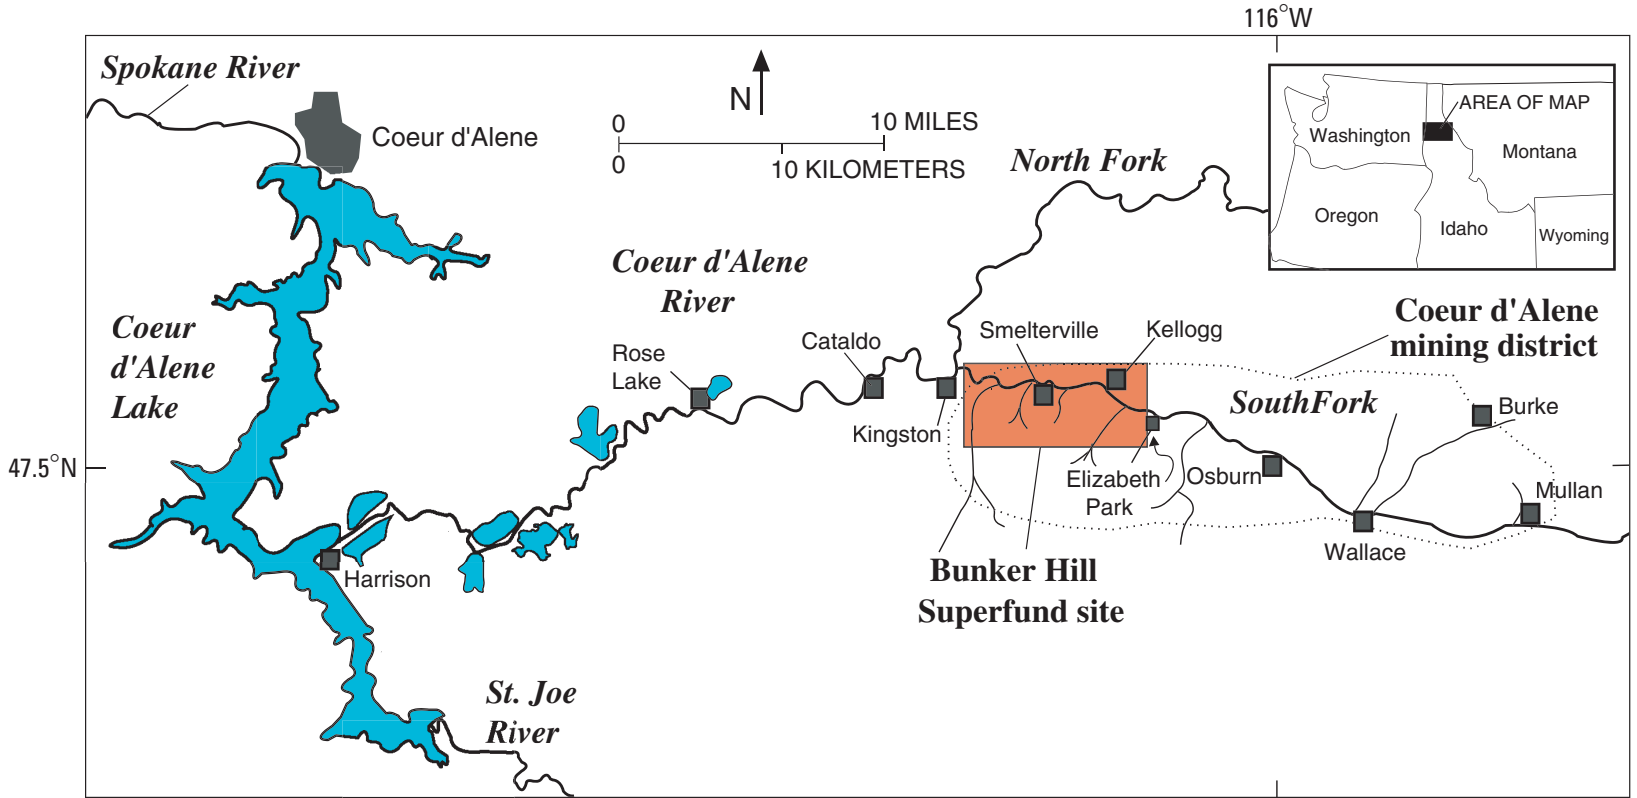 116°W
Spokane River
Coeur d'Alene
N
0
10 MILES
0
10 KILOMETERS
North Fork
AREA OF MAP
Washington
Montana
Oregon
Idaho
Wyoming
Coeur d'Alene
River
Coeur
d'Alene
Lake
Rose
Lake
Cataldo
Smelterville
Kellogg
Coeur d'Alene
mining district
SouthFork
Burke
Kingston
47.5°N
Elizabeth
Park
Osburn
Mullan
Wallace
Harrison
Bunker Hill
Superfund site
St. Joe
River